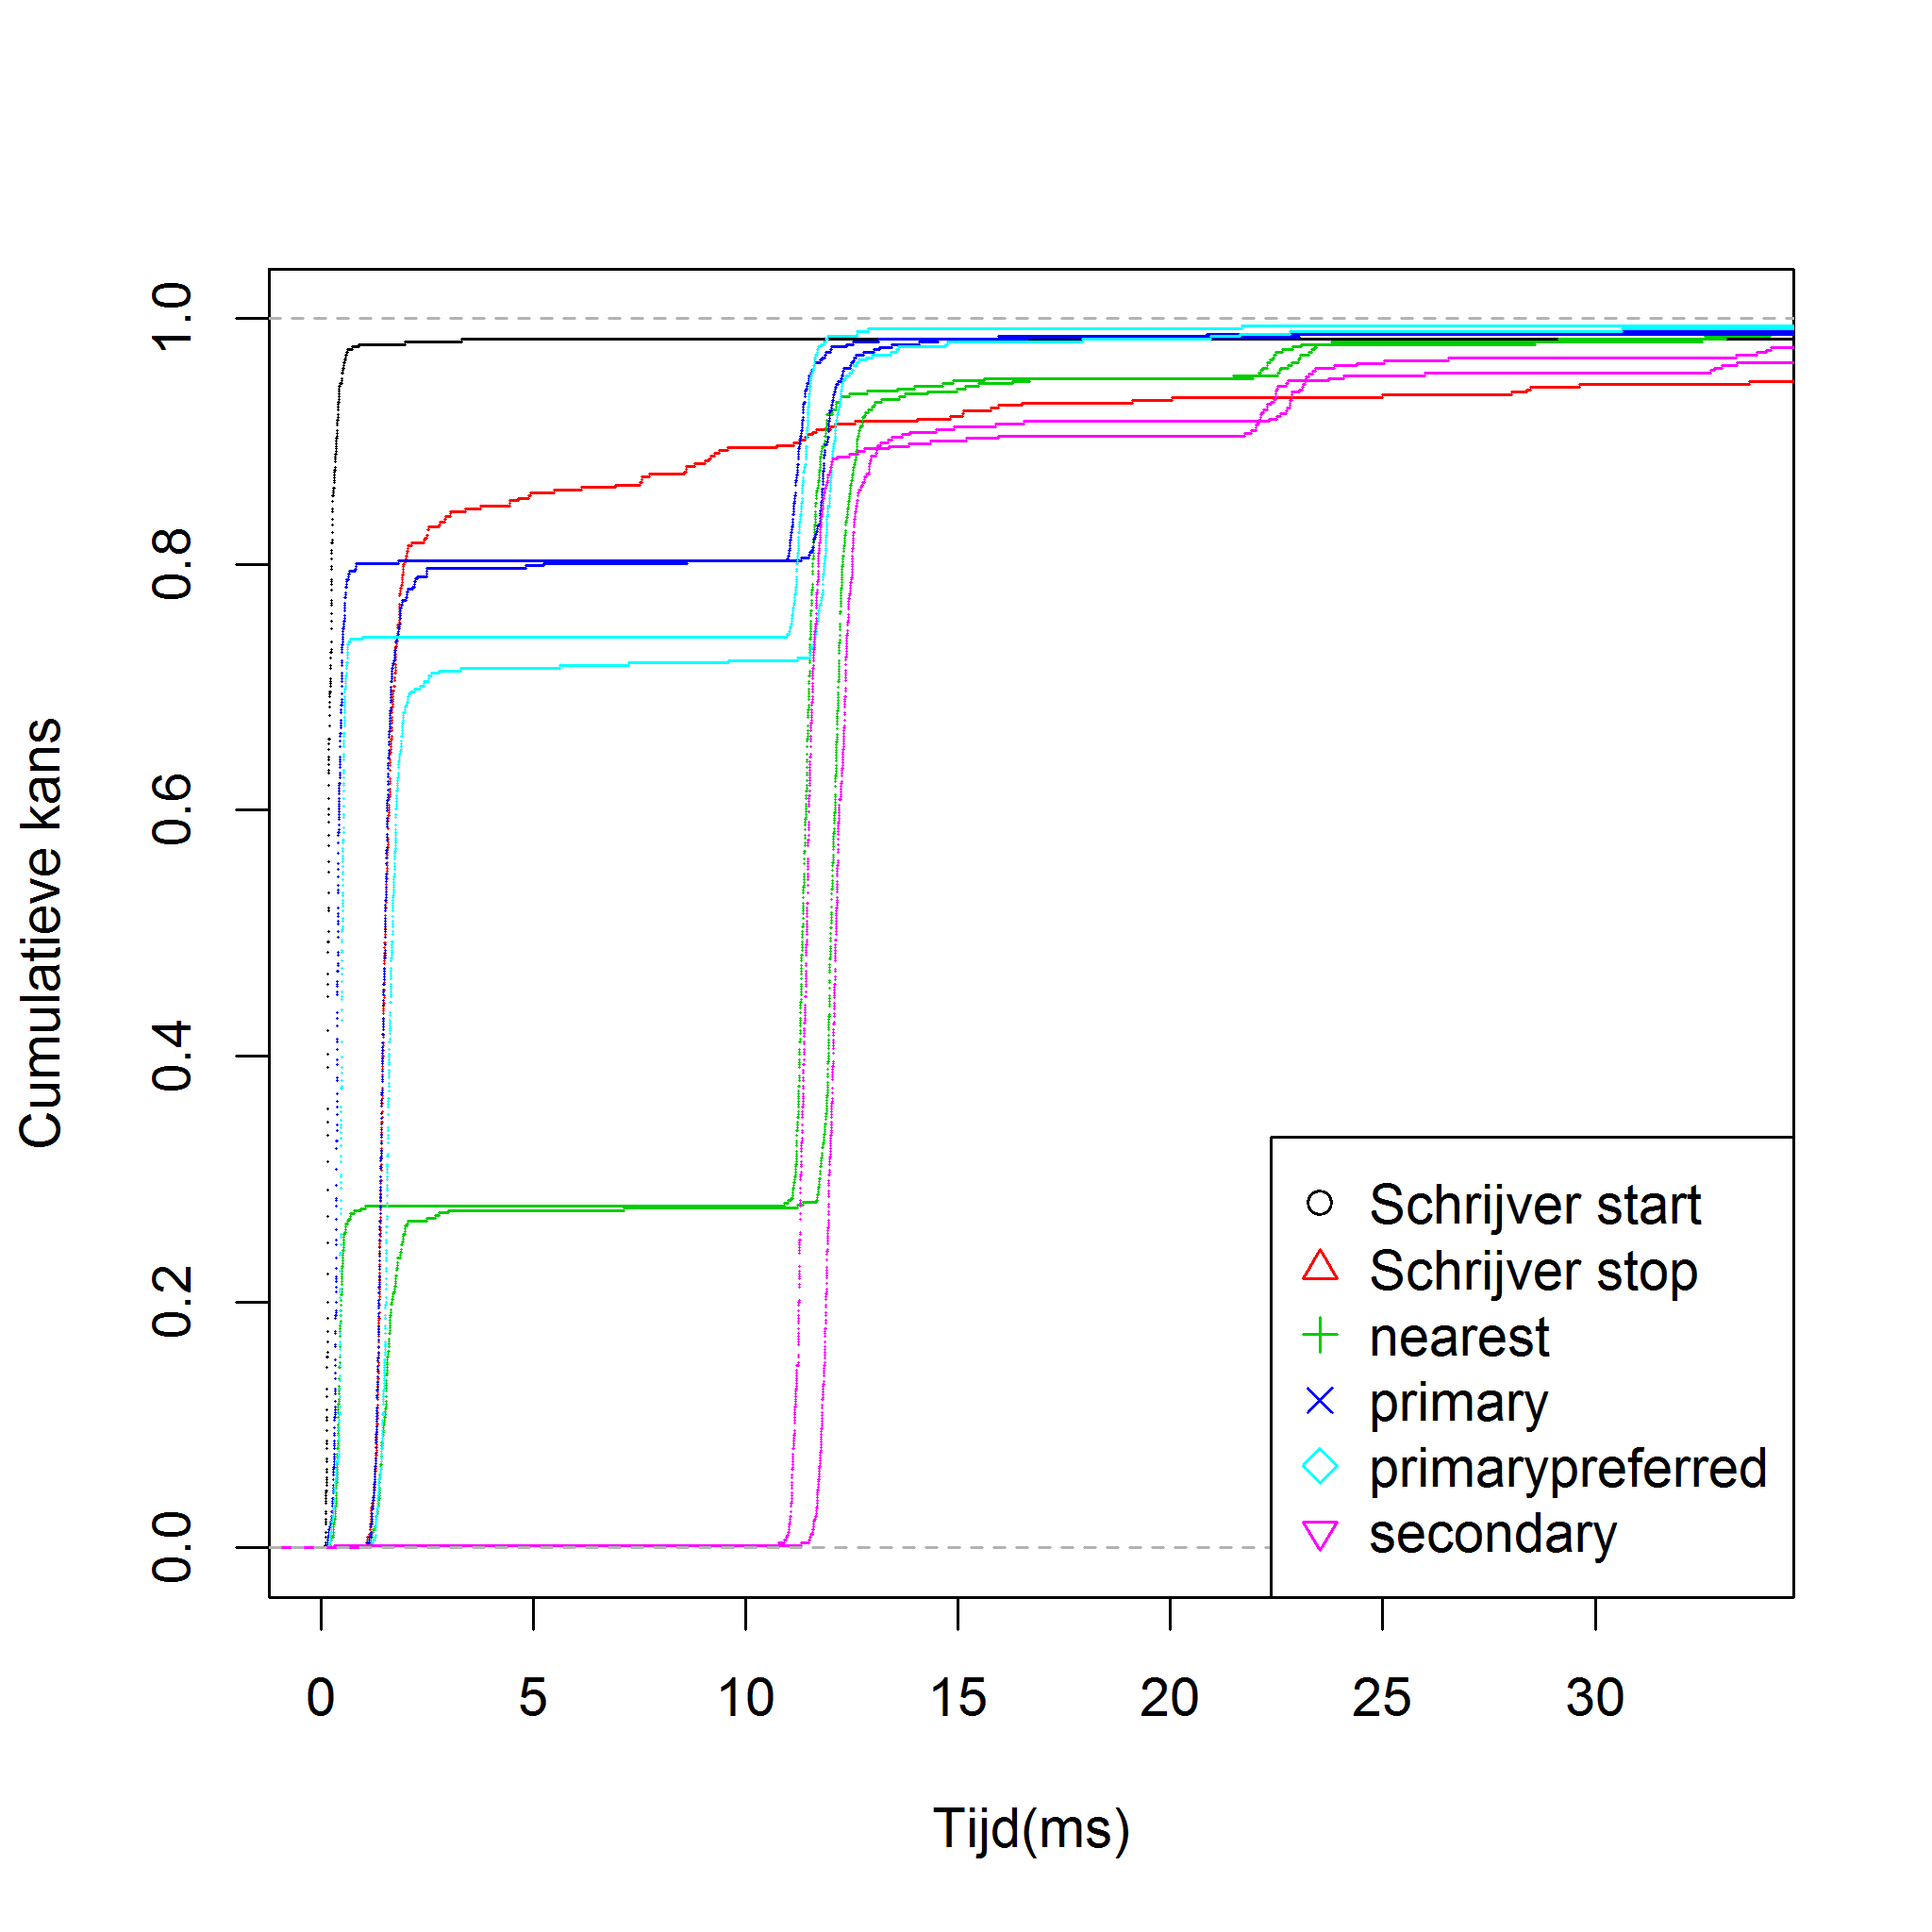 Cumulatieve kans
1.0
0.8
0.6
0.4
0.2
0.0
0 5 10 15 20 25 30
Tijd(ms)
Schrijver start
Schrijver stop
nearest
primary
primarypreferred
secondary